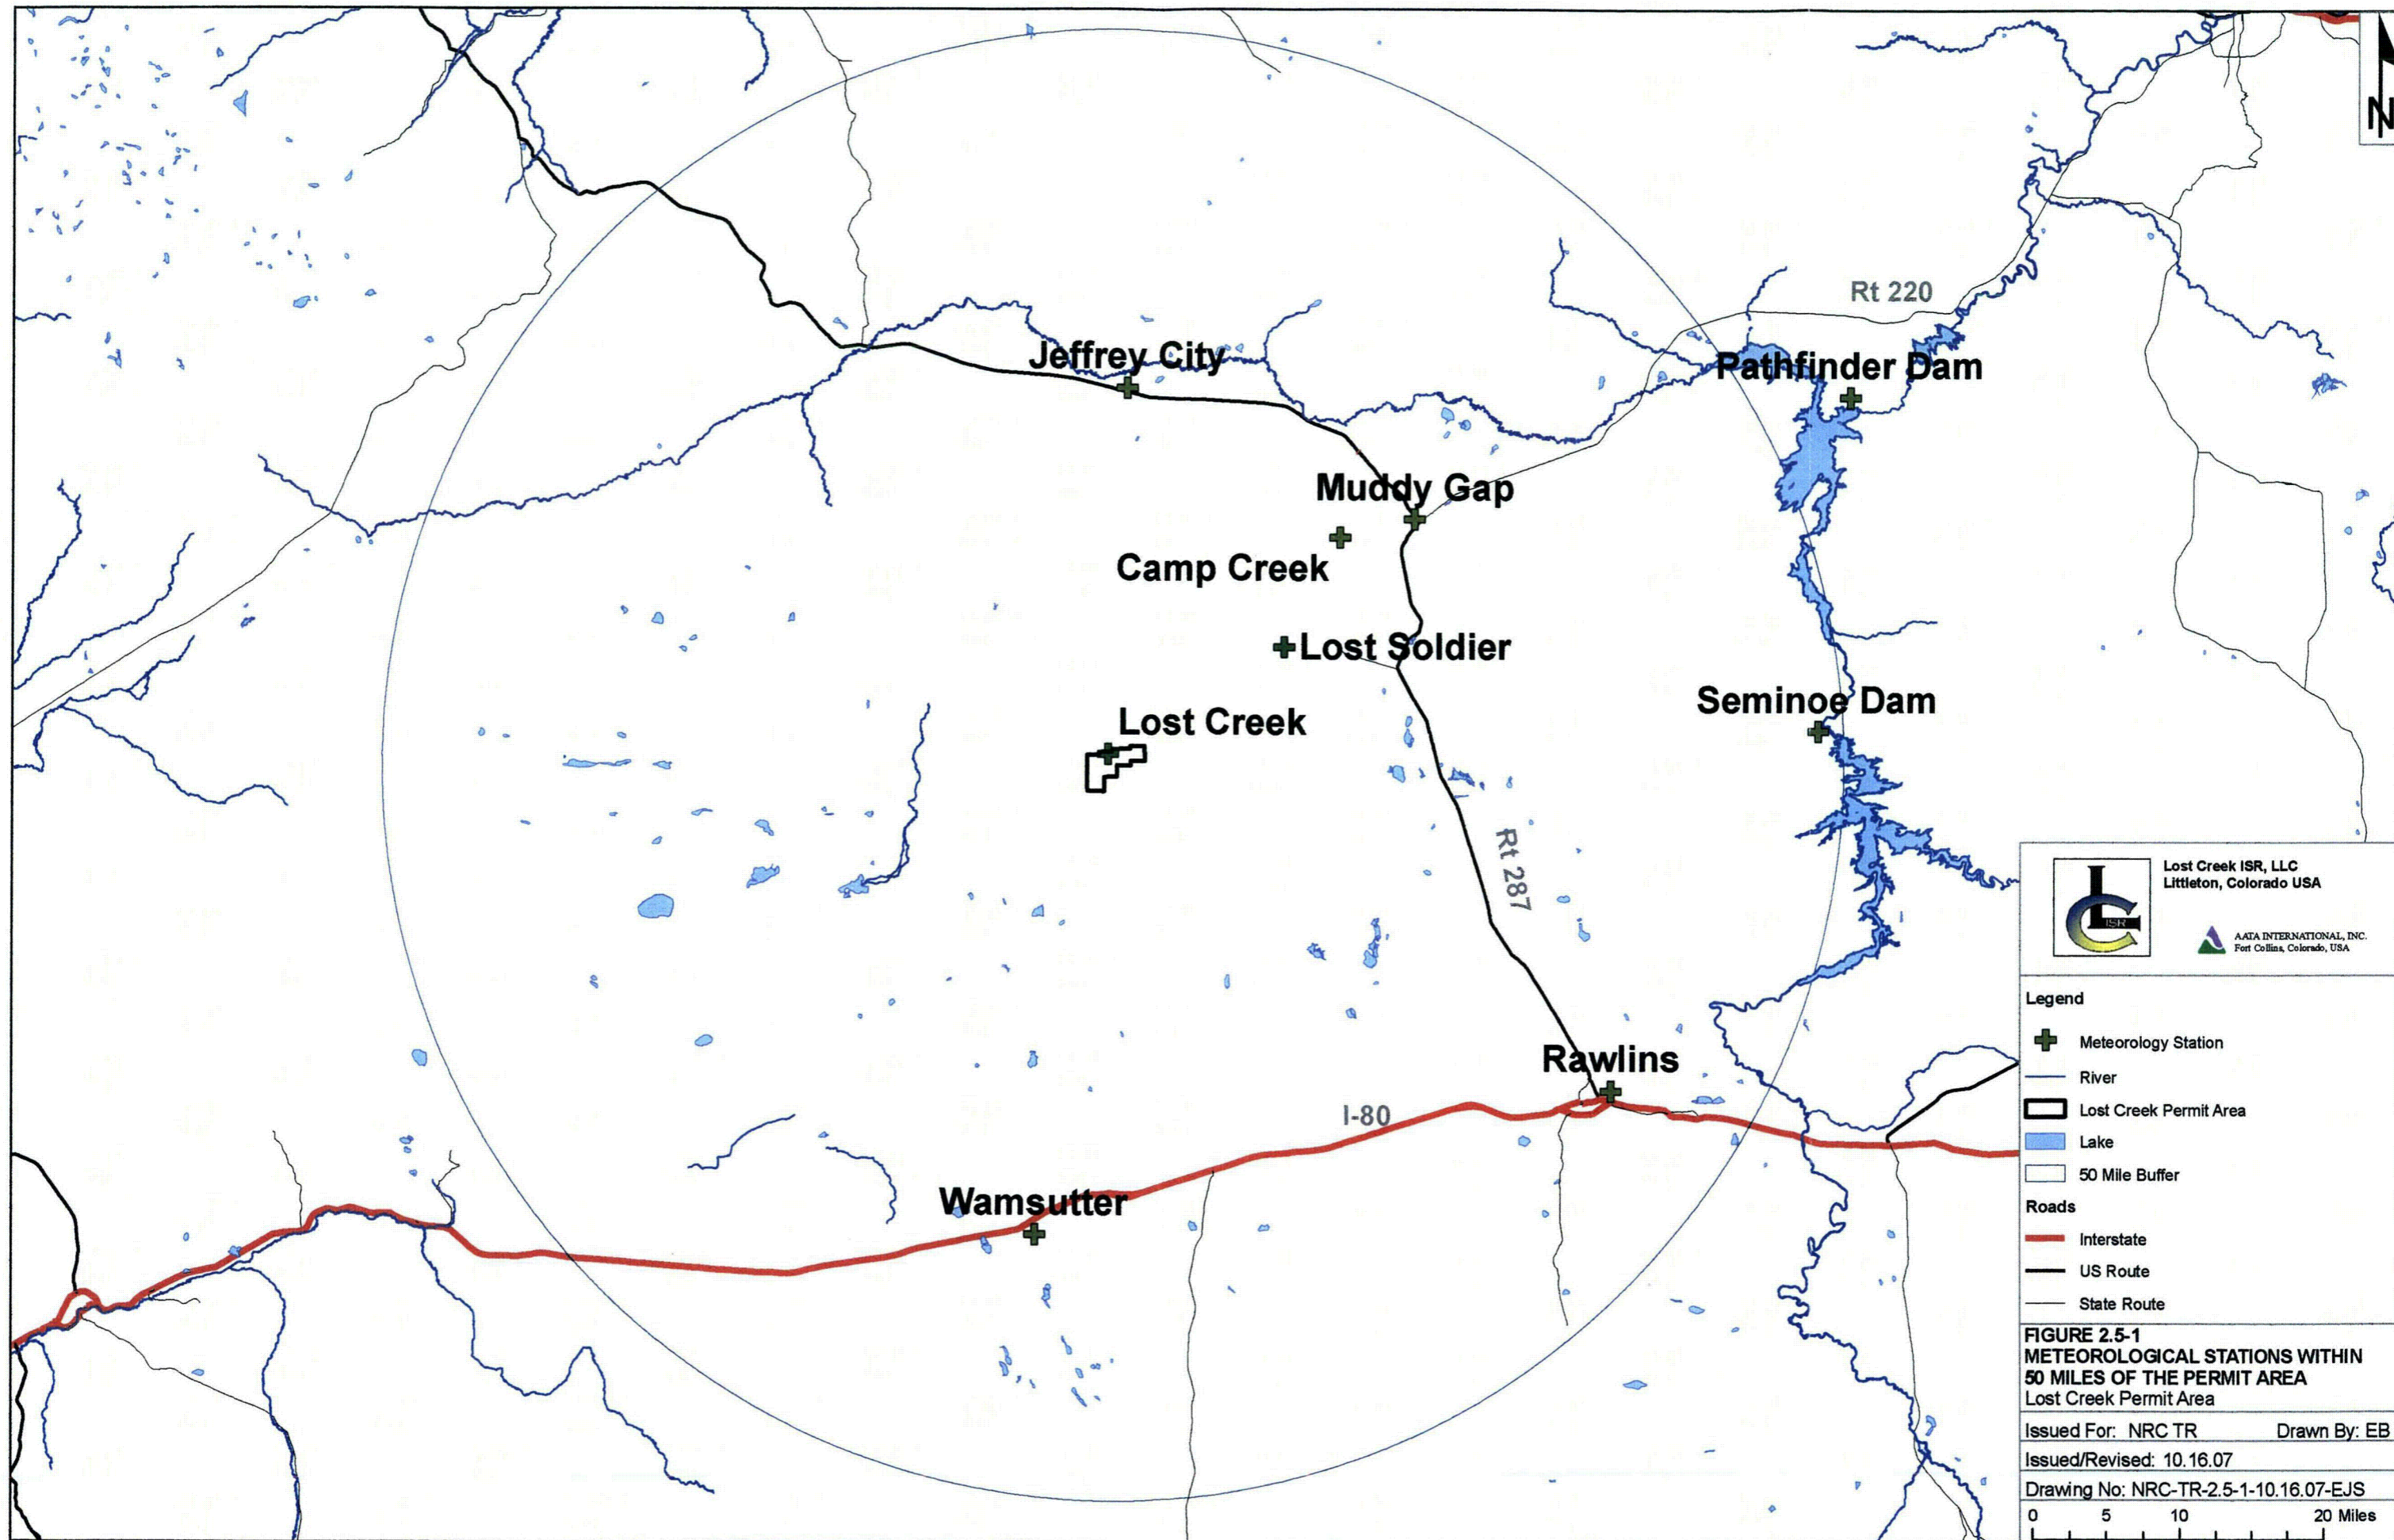 N
Rt 220
Jeffrey City
Pathfinder Dam
Muddy Gap
Camp Creek
Lost Soldier
Seminoe Dam
Lost Creek
Rt 287
Rawlins
I-80
Wamsutter
LC
ISR
Lost Creek ISR, LLC
Littleton, Colorado USA
AATA INTERNATIONAL, INC.
Fort Collins, Colorado, USA
Legend
Meteorology Station
River
Lost Creek Permit Area
Lake
50 Mile Buffer
Roads
Interstate
US Route
State Route
FIGURE 2.5-1
METEOROLOGICAL STATIONS WITHIN
50 MILES OF THE PERMIT AREA
Lost Creek Permit Area
Issued For: NRC TR Drawn By: EB
Issued/Revised: 10.16.07
Drawing No: NRC-TR-2.5-1-10.16.07-EJS
0 5 10 20 Miles